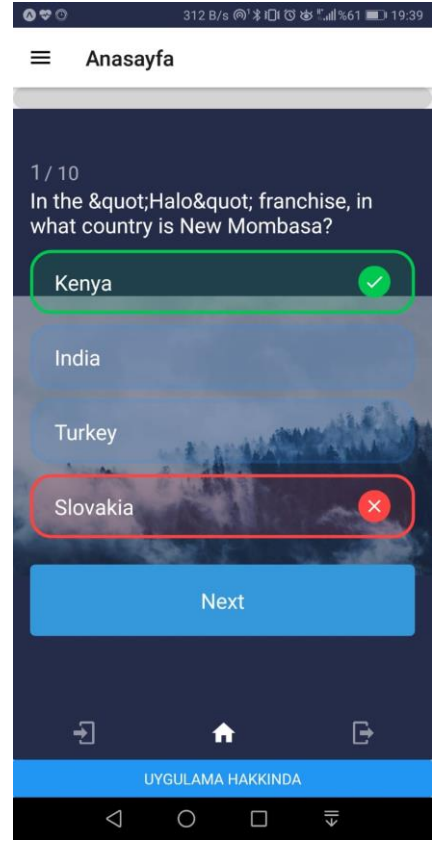 312 B/s %61 19:39
Anasayfa
1 / 10
In the &quot;Halo&quot; franchise, in
what country is New Mombasa?
Kenya
India
Turkey
Slovakia
Next
UYGULAMA HAKKINDA